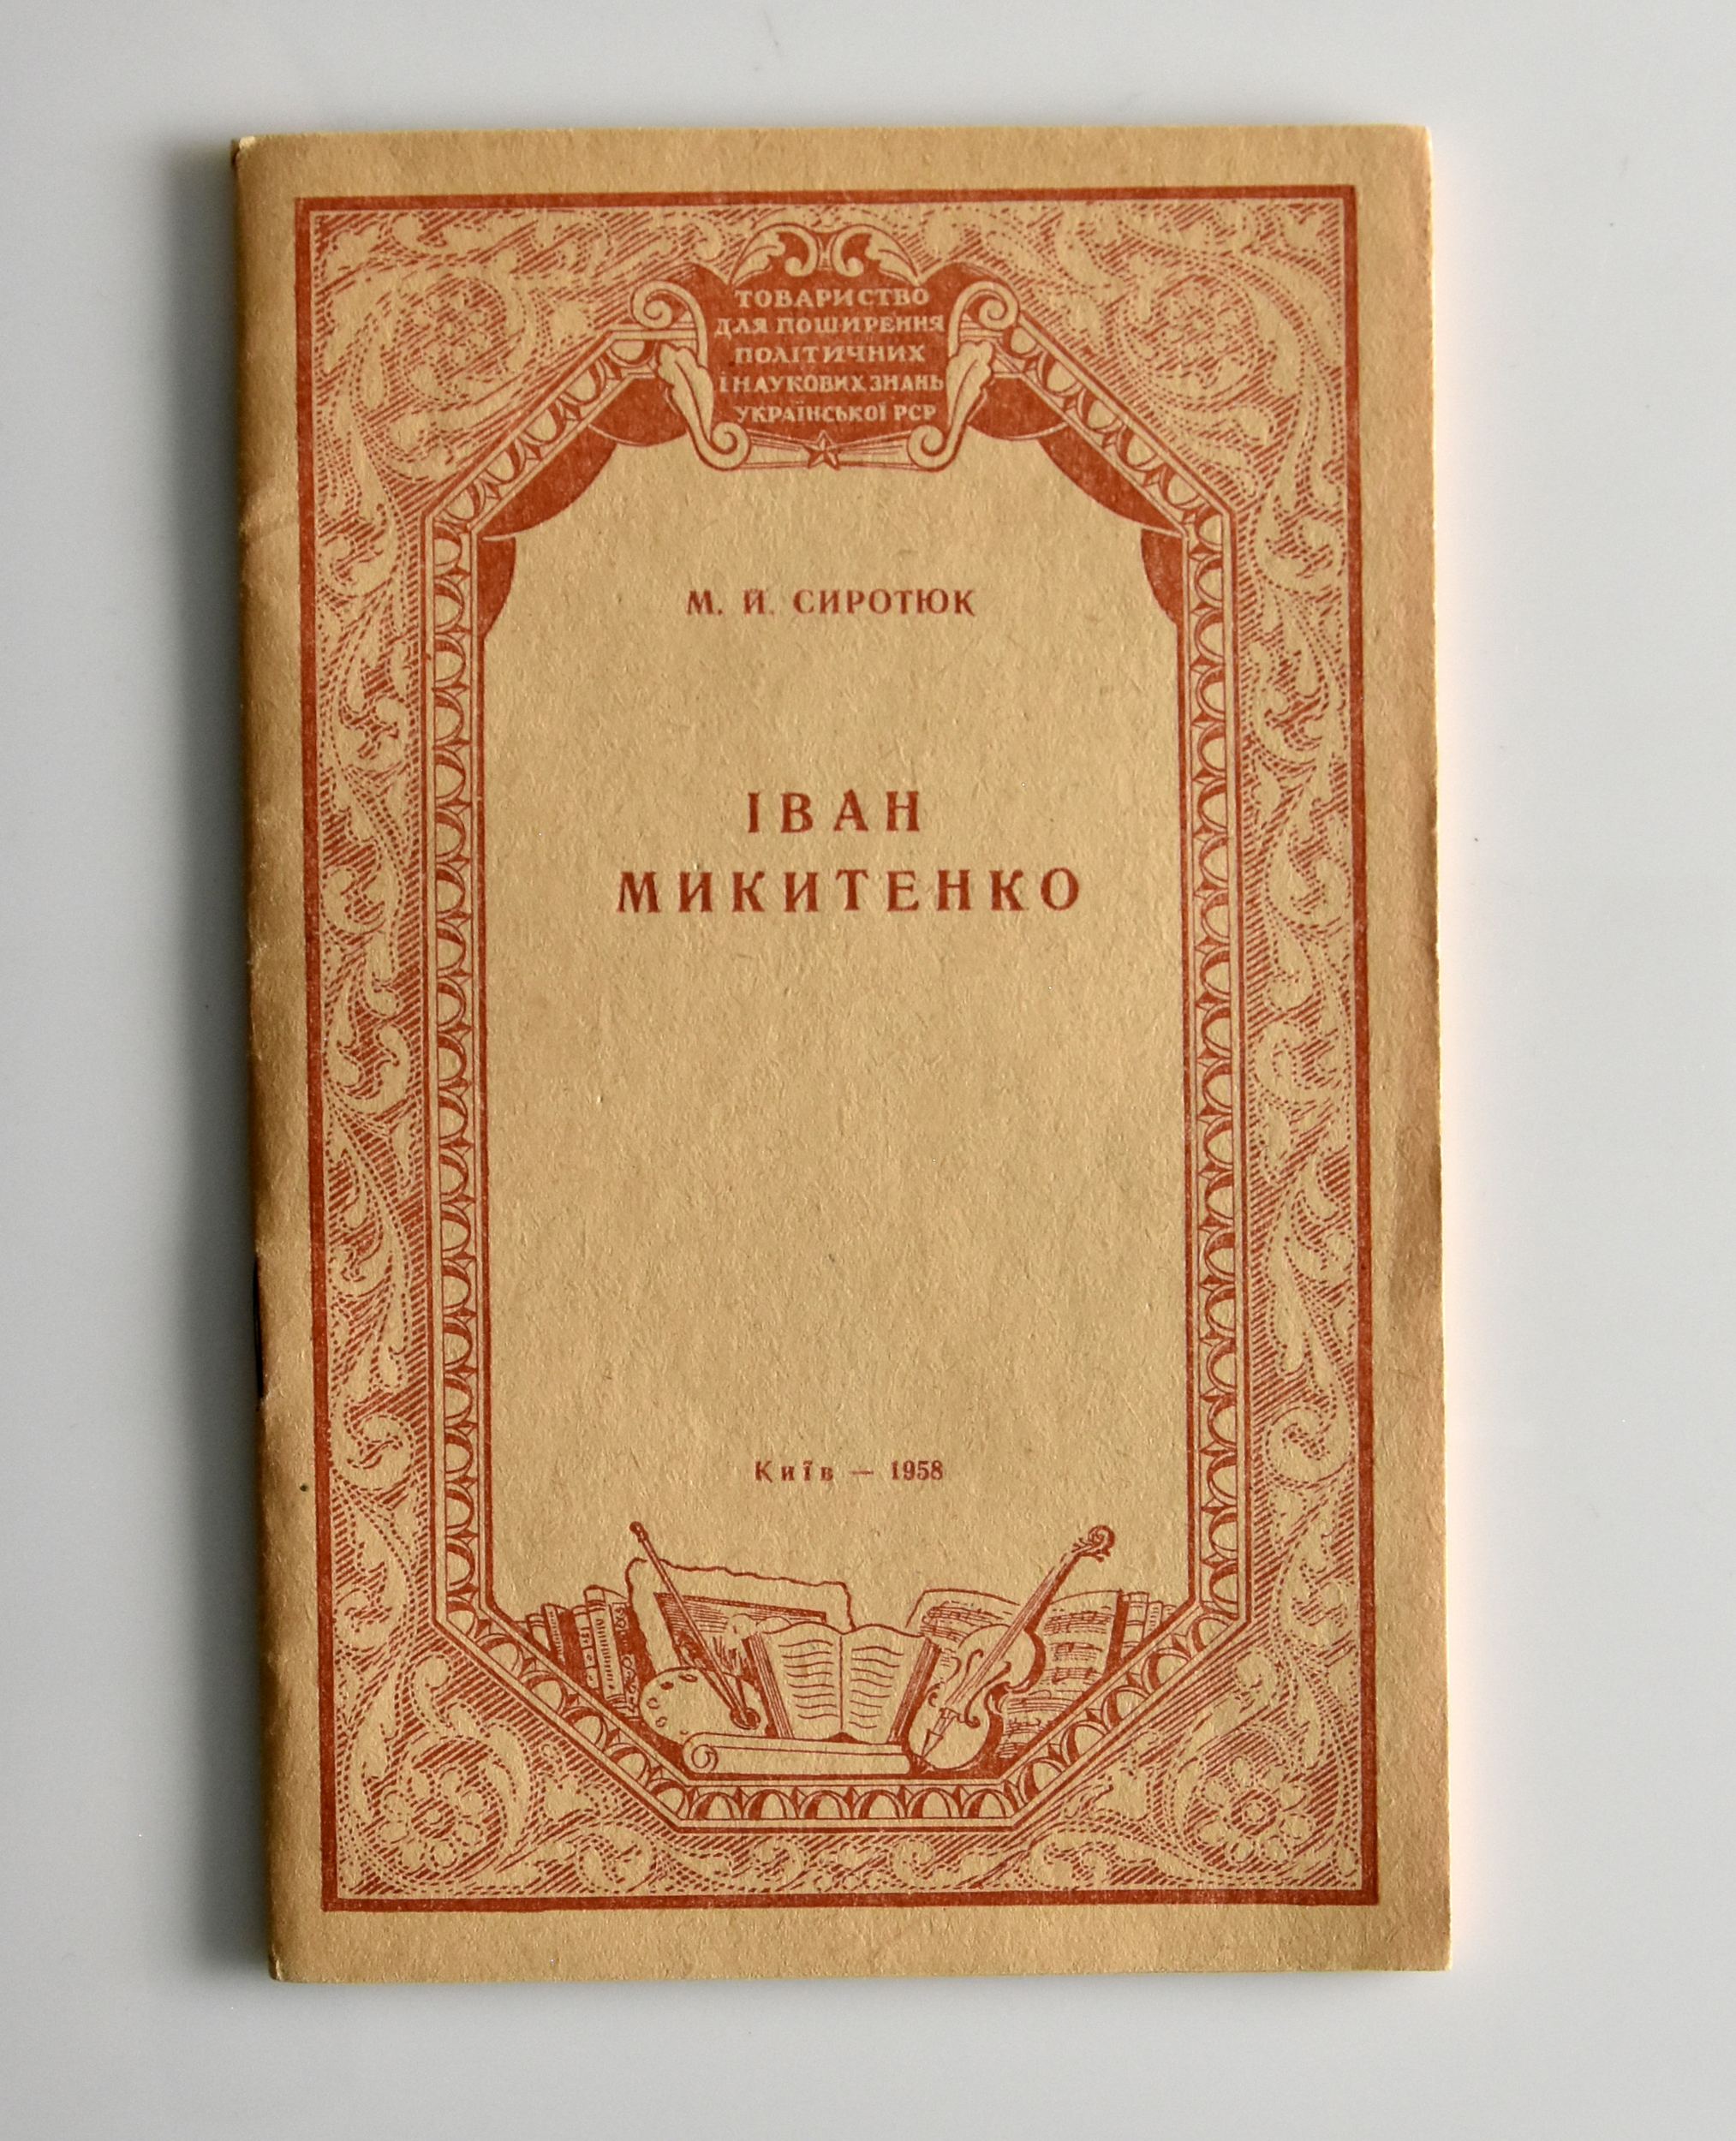 ТОВАРИСТВО
ДЛЯ ПОШИРЕННЯ
ПОЛІТИЧНИХ
І НАУКОВИХ ЗНАНЬ
УКРАЇНСЬКОЇ РСР
М. Й. СИРОТЮК
ІВАН
МИКИТЕНКО
Київ — 1958